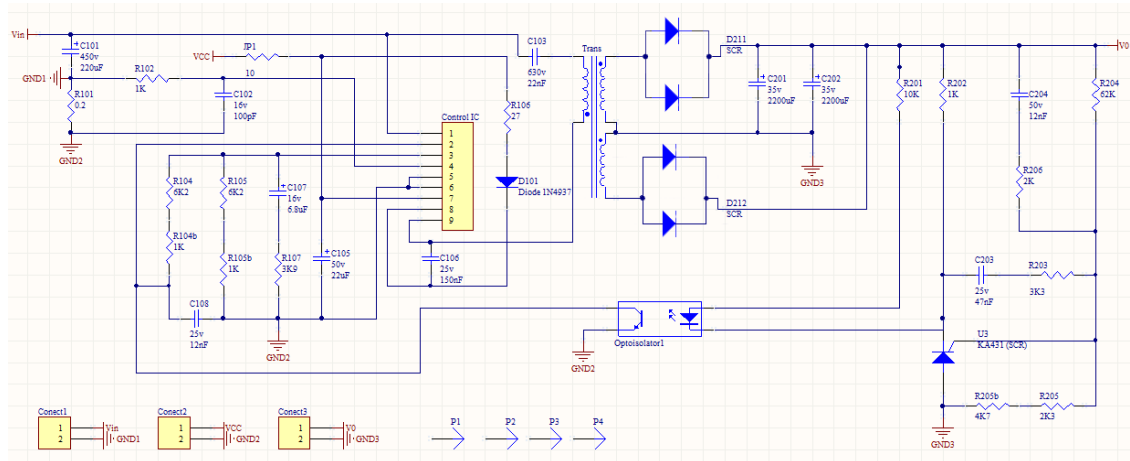 Vin
C101
450v
220uF
GND1
R101
0.2
GND2
R102
1K
C102
16v
100pF
VCC
JP1
10
C103
630v
22nF
Trans
R106
27
D101
Diode 1N4937
Control IC
1
2
3
4
5
6
7
8
9
D211
SCR
D212
SCR
C201
35v
2200uF
C202
35v
2200uF
GND3
R201
10K
R202
1K
C204
50v
12nF
R204
62K
V0
R206
2K
R104
6K2
R104b
1K
R105
6K2
R105b
1K
C107
16v
6.8uF
R107
3K9
C105
50v
22uF
C106
25v
150nF
C108
25v
12nF
GND2
Optoisolator1
GND2
C203
25v
47nF
R203
3K3
U3
KA431 (SCR)
R205b
4K7
R205
2K3
GND3
Conect1
1
2
Vin
GND1
Conect2
1
2
VCC
GND2
Conect3
1
2
V0
GND3
P1
P2
P3
P4